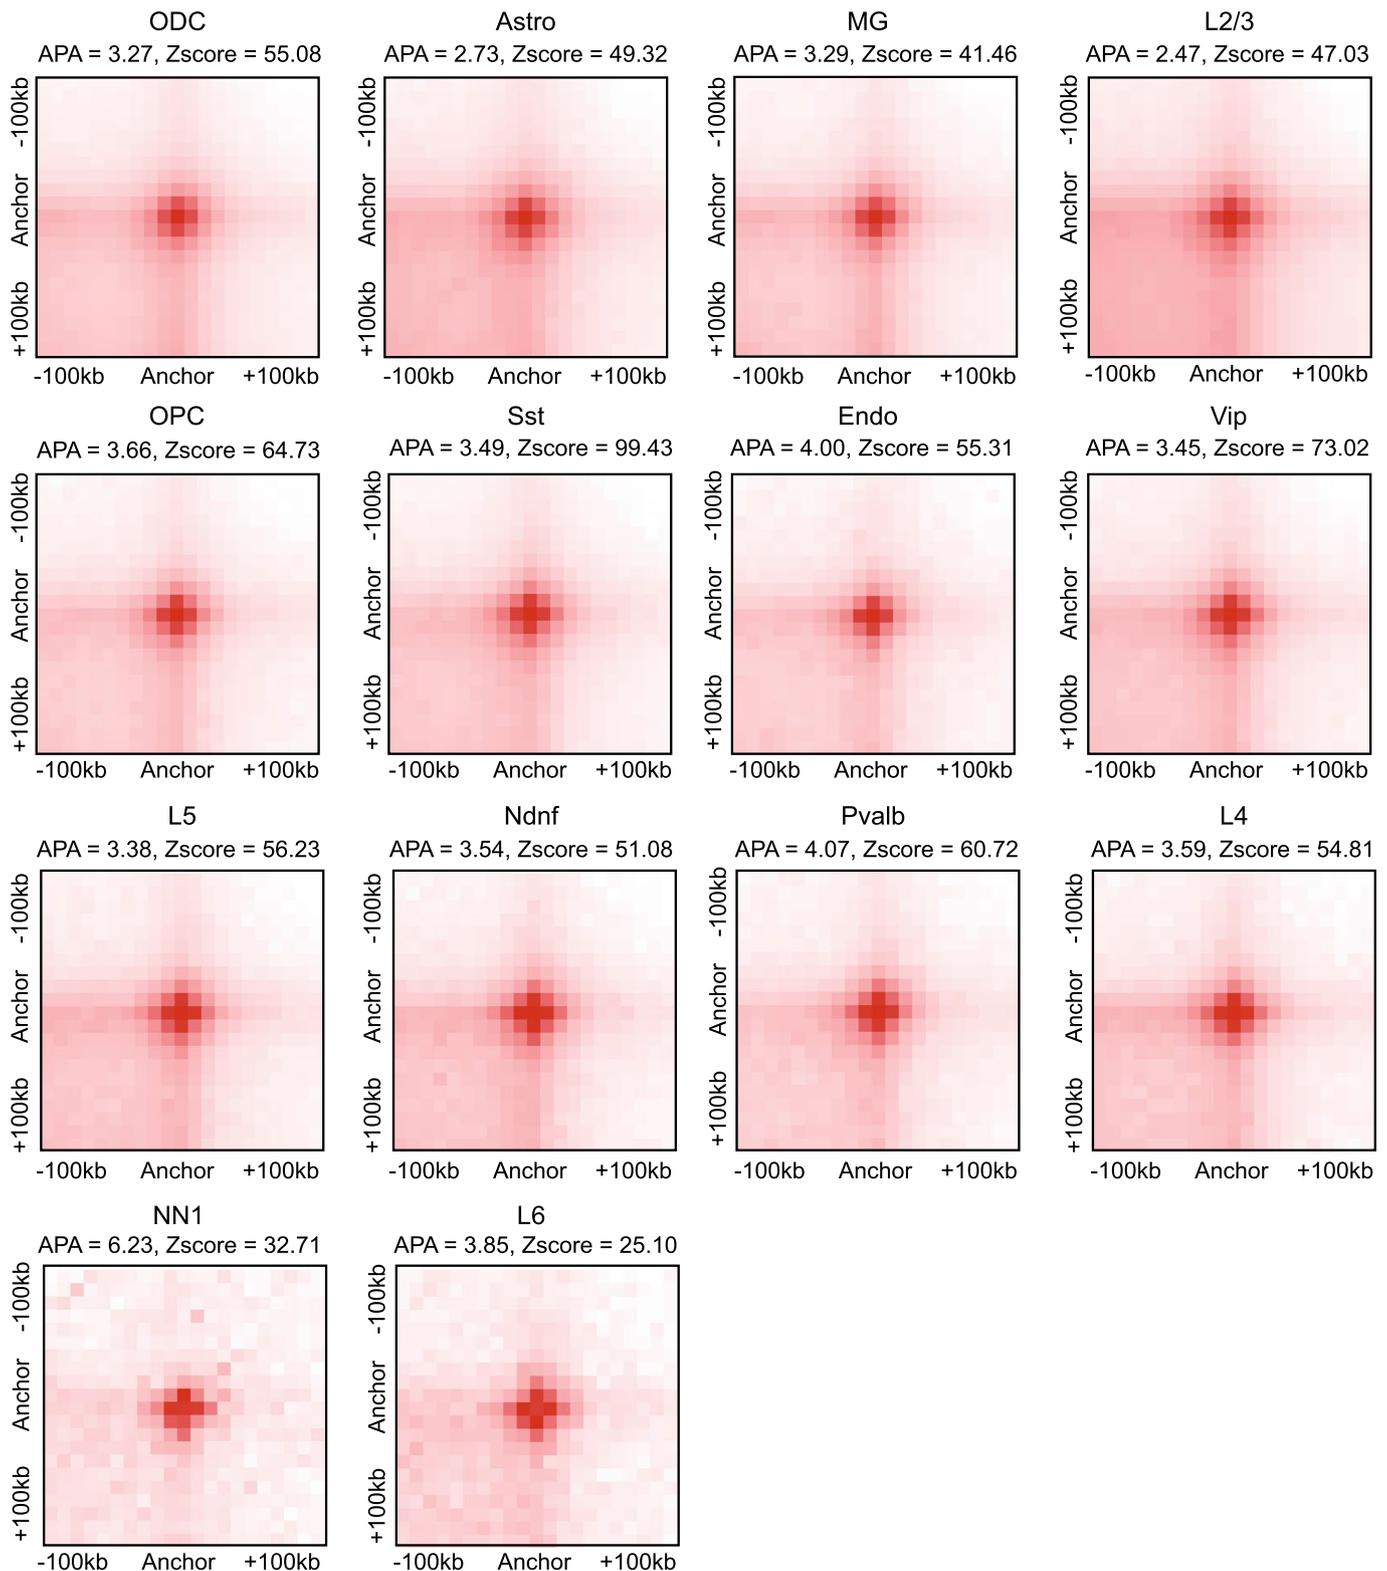 ODC
APA = 3.27, Zscore = 55.08
-100kb
Anchor
+100kb
-100kb Anchor +100kb
Astro
APA = 2.73, Zscore = 49.32
-100kb
Anchor
+100kb
-100kb Anchor +100kb
MG
APA = 3.29, Zscore = 41.46
-100kb
Anchor
+100kb
-100kb Anchor +100kb
L2/3
APA = 2.47, Zscore = 47.03
-100kb
Anchor
+100kb
-100kb Anchor +100kb
OPC
APA = 3.66, Zscore = 64.73
-100kb
Anchor
+100kb
-100kb Anchor +100kb
Sst
APA = 3.49, Zscore = 99.43
-100kb
Anchor
+100kb
-100kb Anchor +100kb
Endo
APA = 4.00, Zscore = 55.31
-100kb
Anchor
+100kb
-100kb Anchor +100kb
Vip
APA = 3.45, Zscore = 73.02
-100kb
Anchor
+100kb
-100kb Anchor +100kb
L5
APA = 3.38, Zscore = 56.23
-100kb
Anchor
+100kb
-100kb Anchor +100kb
Ndnf
APA = 3.54, Zscore = 51.08
-100kb
Anchor
+100kb
-100kb Anchor +100kb
Pvalb
APA = 4.07, Zscore = 60.72
-100kb
Anchor
+100kb
-100kb Anchor +100kb
L4
APA = 3.59, Zscore = 54.81
-100kb
Anchor
+100kb
-100kb Anchor +100kb
NN1
APA = 6.23, Zscore = 32.71
-100kb
Anchor
+100kb
-100kb Anchor +100kb
L6
APA = 3.85, Zscore = 25.10
-100kb
Anchor
+100kb
-100kb Anchor +100kb